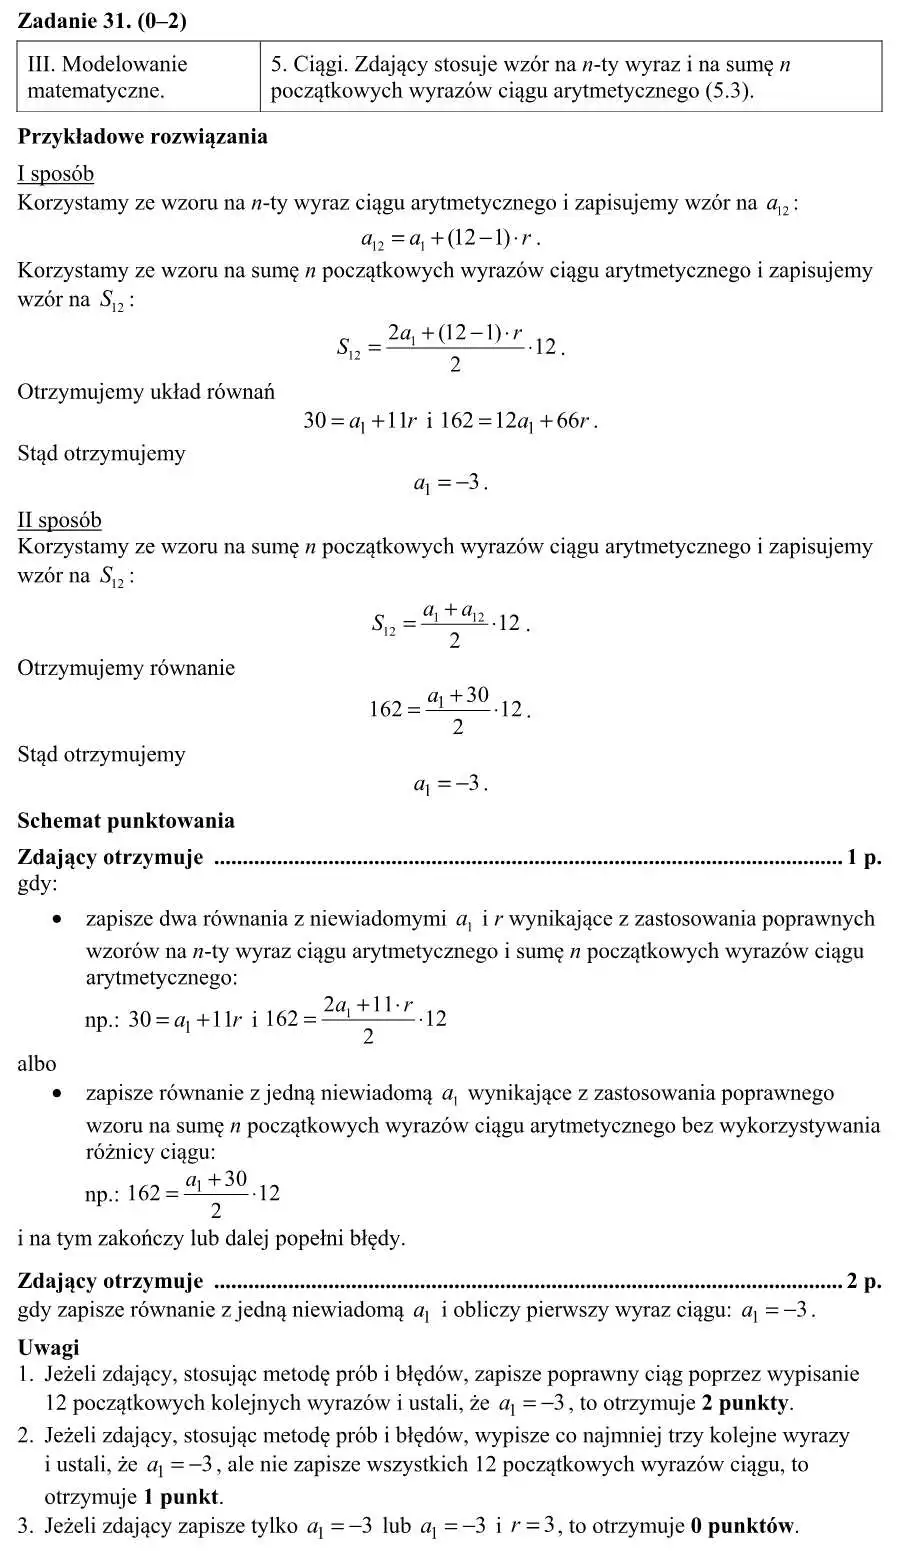 Zadanie 31. (0–2)
III. Modelowanie matematyczne.
5. Ciągi. Zdający stosuje wzór na n-ty wyraz i na sumę n początkowych wyrazów ciągu arytmetycznego (5.3).
Przykładowe rozwiązania
I sposób
Korzystamy ze wzoru na n-ty wyraz ciągu arytmetycznego i zapisujemy wzór na a₁₂ :
a₁₂ = a₁ + (12 − 1) · r .
Korzystamy ze wzoru na sumę n początkowych wyrazów ciągu arytmetycznego i zapisujemy
wzór na S₁₂ :
S₁₂ = (2a₁ + (12 − 1) · r)/2 · 12 .
Otrzymujemy układ równań
30 = a₁ + 11r i 162 = 12a₁ + 66r .
Stąd otrzymujemy
a₁ = −3 .
II sposób
Korzystamy ze wzoru na sumę n początkowych wyrazów ciągu arytmetycznego i zapisujemy
wzór na S₁₂ :
S₁₂ = (a₁ + a₁₂)/2 · 12 .
Otrzymujemy równanie
162 = (a₁ + 30)/2 · 12 .
Stąd otrzymujemy
a₁ = −3 .
Schemat punktowania
Zdający otrzymuje .............................................................................................................. 1 p.
gdy:
• zapisze dwa równania z niewiadomymi a₁ i r wynikające z zastosowania poprawnych
wzorów na n-ty wyraz ciągu arytmetycznego i sumę n początkowych wyrazów ciągu
arytmetycznego:
np.: 30 = a₁ + 11r i 162 = (2a₁ + 11 · r)/2 · 12
albo
• zapisze równanie z jedną niewiadomą a₁ wynikające z zastosowania poprawnego
wzoru na sumę n początkowych wyrazów ciągu arytmetycznego bez wykorzystywania
różnicy ciągu:
np.: 162 = (a₁ + 30)/2 · 12
i na tym zakończy lub dalej popełni błędy.
Zdający otrzymuje .............................................................................................................. 2 p.
gdy zapisze równanie z jedną niewiadomą a₁ i obliczy pierwszy wyraz ciągu: a₁ = −3 .
Uwagi
1. Jeżeli zdający, stosując metodę prób i błędów, zapisze poprawny ciąg poprzez wypisanie
12 początkowych kolejnych wyrazów i ustali, że a₁ = −3 , to otrzymuje 2 punkty.
2. Jeżeli zdający, stosując metodę prób i błędów, wypisze co najmniej trzy kolejne wyrazy
i ustali, że a₁ = −3 , ale nie zapisze wszystkich 12 początkowych wyrazów ciągu, to
otrzymuje 1 punkt.
3. Jeżeli zdający zapisze tylko a₁ = −3 lub a₁ = −3 i r = 3 , to otrzymuje 0 punktów.